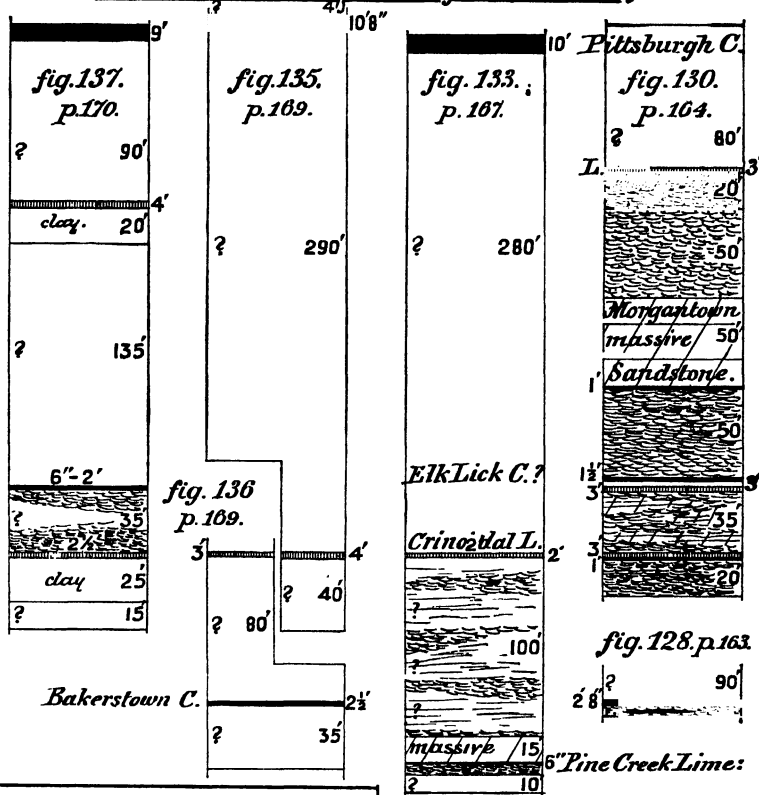 9'
fig. 137.
p. 170.
? 90'
4'
clay. 20'
? 135'
6"-2'
? 35'
2½'
clay 25'
? 15'
? 4'
10'8"
fig. 135.
p. 169.
? 290'
4'
? 40'
fig. 136
p. 169.
3'
? 80'
Bakerstown C. 2½'
? 35'
10'
fig. 133.
p. 167.
? 280'
Elk Lick C.?
Crinoidal L. 2'
?
? 100'
?
?
massive 15'
6" Pine Creek Lime:
? 10'
Pittsburgh C.
fig. 130.
p. 164.
? 80'
L. 3'
20'
50'
Morgantown
massive 50'
Sandstone.
1'
50'
1½'
3' 3'
35'
3'
1'
20'
fig. 128. p. 163.
? 90'
2'8"